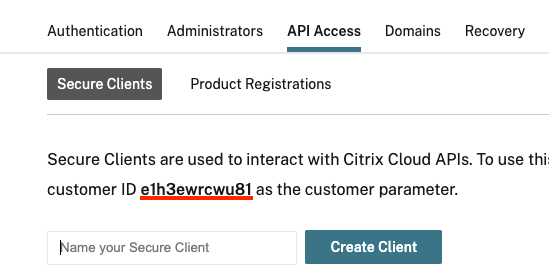 Authentication Administrators API Access Domains Recovery
Secure Clients Product Registrations
Secure Clients are used to interact with Citrix Cloud APIs. To use
customer ID e1h3ewrcwu81 as the customer parameter.
Name your Secure Client Create Client